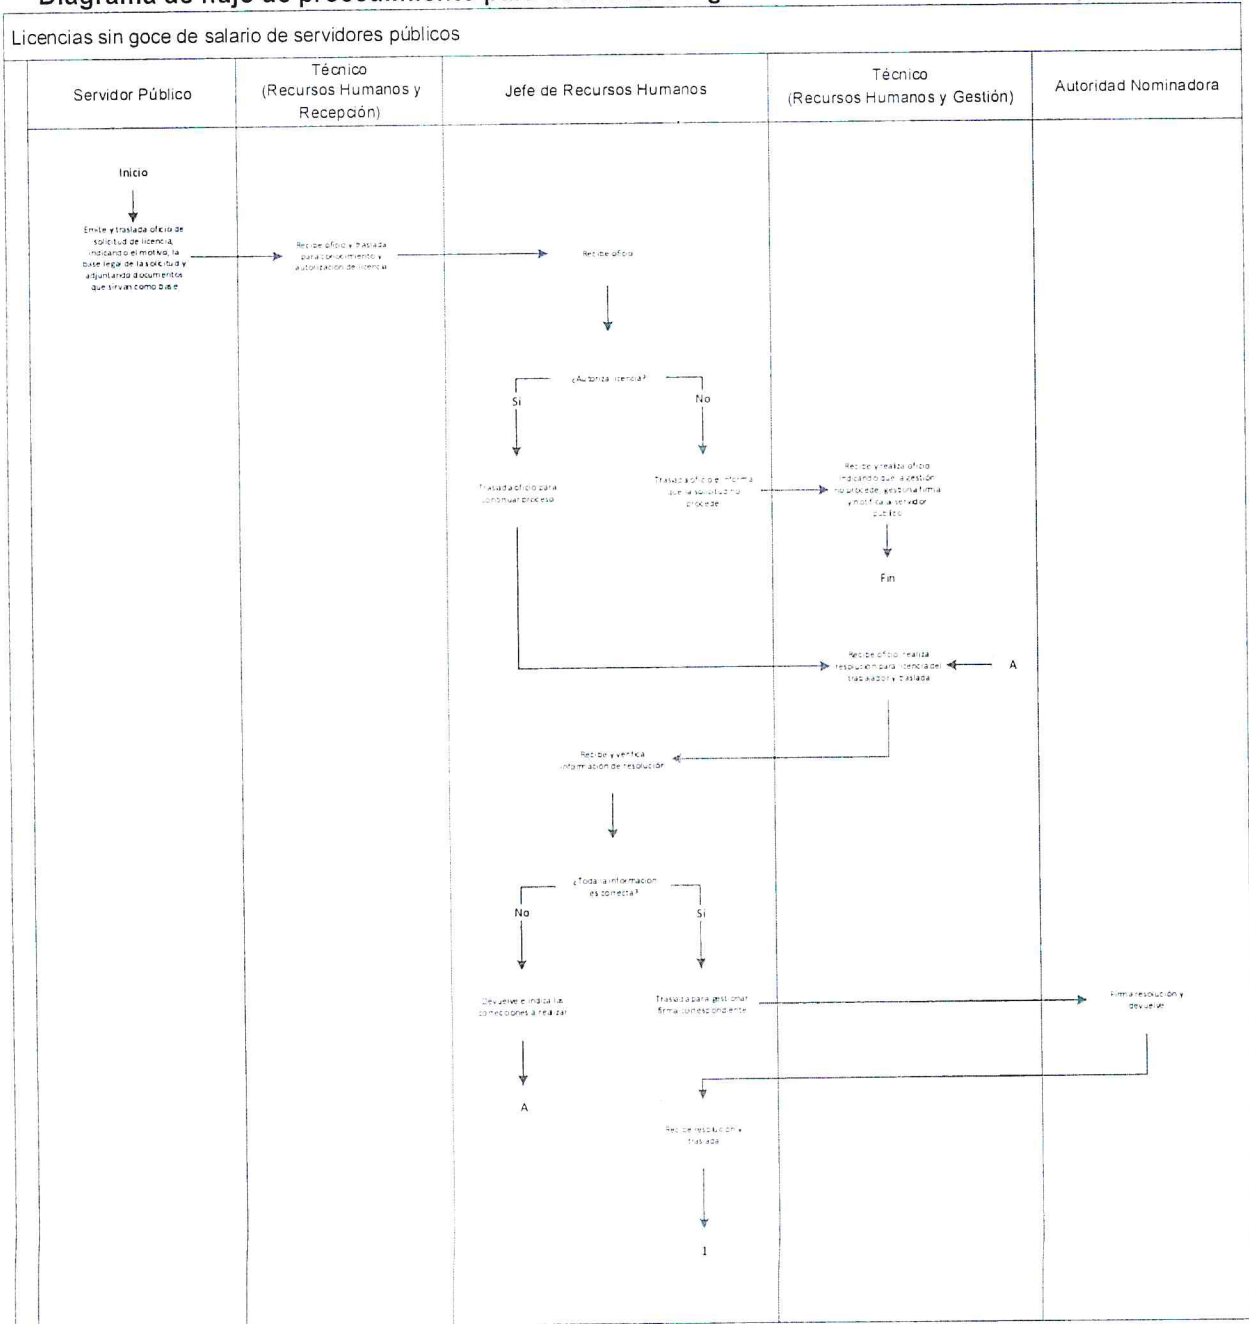 Licencias sin goce de salario de servidores públicos
Servidor Público
Técnico
(Recursos Humanos y
Recepción)
Jefe de Recursos Humanos
Técnico
(Recursos Humanos y Gestión)
Autoridad Nominadora
Inicio
Emite y traslada oficio de
solicitud de licencia,
indicando el motivo, la
base legal de la solicitud y
adjuntando documentos
que sirvan como base
Recibe oficio y traslada
para conocimiento y
autorización de licencia
Recibe oficio
¿Autoriza licencia?
Si
No
Traslada oficio para
continuar proceso
Traslada oficio e informa
que la solicitud no
procede
Recibe y realiza oficio
indicando que la gestión
no procede, gestiona firma
y notifica a servidor
público
Fin
Recibe oficio, realiza
resolución para licencia del
trabajador y traslada
A
Recibe y verifica
información de resolución
¿Toda la información
es correcta?
No
Si
Devuelve e indica las
correcciones a realizar
Traslada para gestionar
firma correspondiente
Firma resolución y
devuelve
A
Recibe resolución y
traslada
1